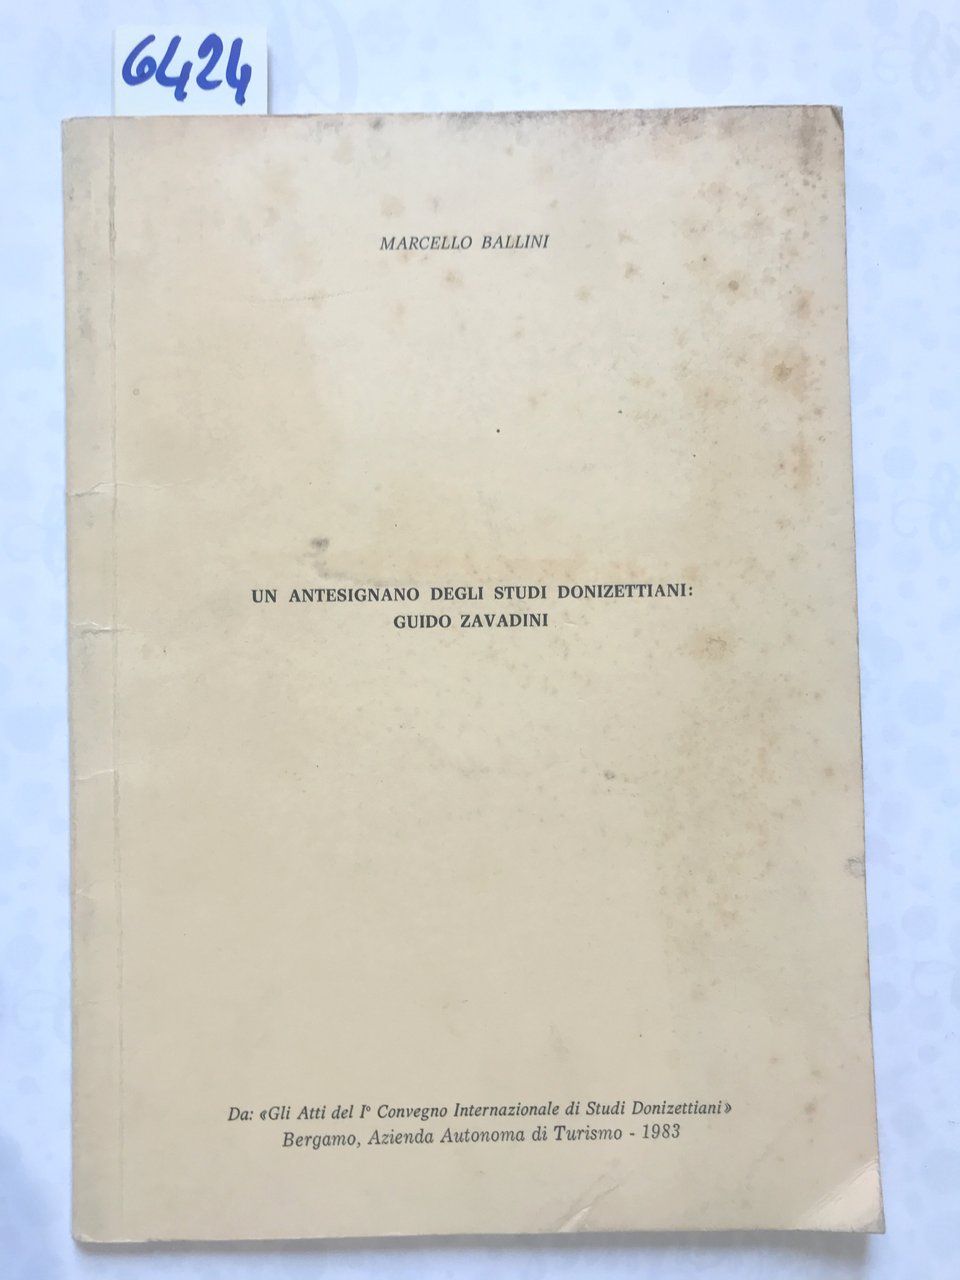 6424
MARCELLO BALLINI
UN ANTESIGNANO DEGLI STUDI DONIZETTIANI:
GUIDO ZAVADINI
Da: «Gli Atti del Iº Convegno Internazionale di Studi Donizettiani»
Bergamo, Azienda Autonoma di Turismo - 1983